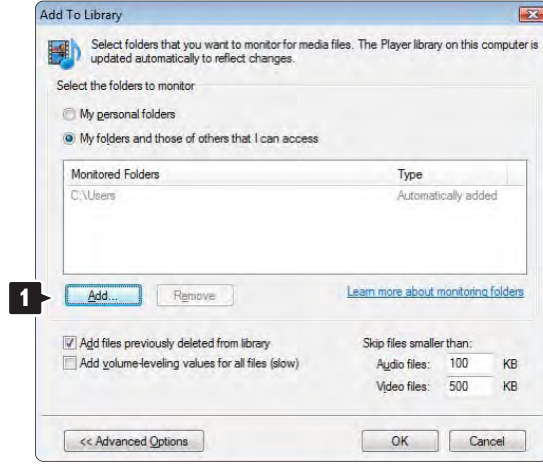 Add To Library
Select folders that you want to monitor for media files. The Player library on this computer is
updated automatically to reflect changes.
Select the folders to monitor
My personal folders
My folders and those of others that I can access
Monitored Folders Type
C:\Users Automatically added
1
Add... Remove Learn more about monitoring folders
Add files previously deleted from library Skip files smaller than:
Add volume-leveling values for all files (slow) Audio files: 100 KB
Video files: 500 KB
<< Advanced Options OK Cancel